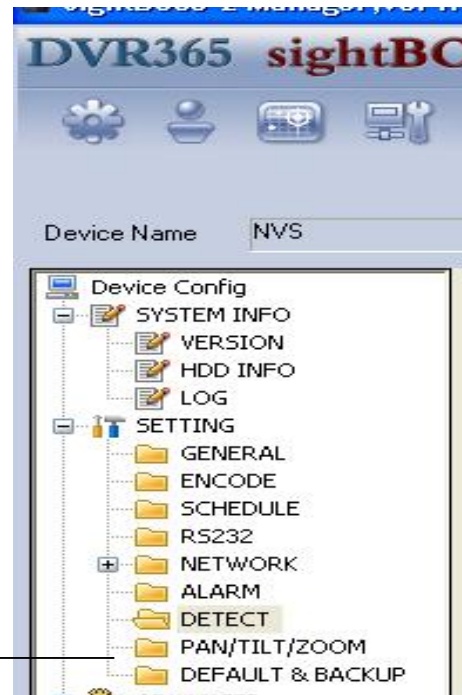 DVR365 sightBO
Device Name NVS
Device Config
SYSTEM INFO
VERSION
HDD INFO
LOG
SETTING
GENERAL
ENCODE
SCHEDULE
RS232
NETWORK
ALARM
DETECT
PAN/TILT/ZOOM
DEFAULT & BACKUP